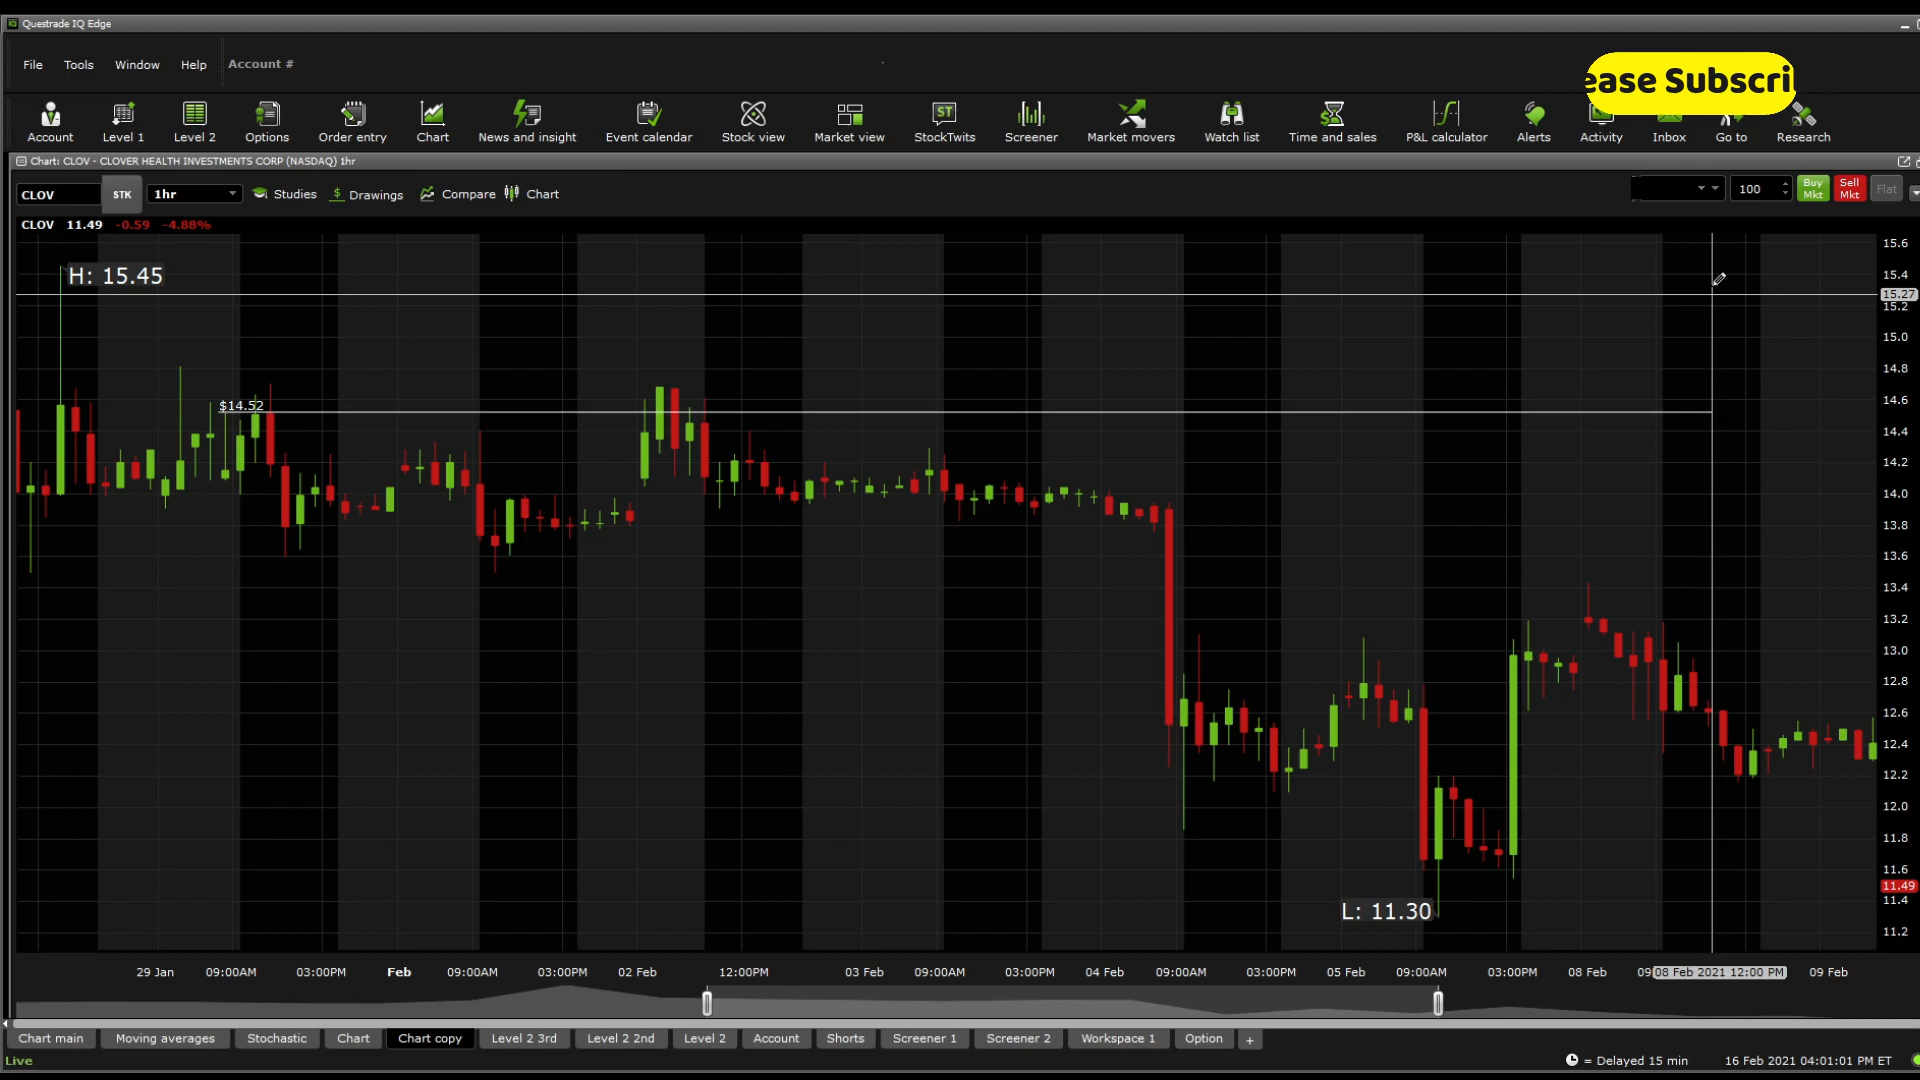 Questrade IQ Edge
File Tools Window Help Account #
ease Subscri
Account Level 1 Level 2 Options Order entry Chart News and insight Event calendar Stock view Market view StockTwits Screener Market movers Watch list Time and sales P&L calculator Alerts Activity Inbox Go to Research
Chart: CLOV - CLOVER HEALTH INVESTMENTS CORP (NASDAQ) 1hr
CLOV STK 1hr Studies Drawings Compare Chart 100 Buy Mkt Sell Mkt Flat
CLOV 11.49 -0.59 -4.88%
15.6
H: 15.45
15.4
15.27
15.2
15.0
14.8
$14.52
14.6
14.4
14.2
14.0
13.8
13.6
13.4
13.2
13.0
12.8
12.6
12.4
12.2
12.0
11.8
11.6
11.49
11.4
L: 11.30
11.2
29 Jan 09:00AM 03:00PM Feb 09:00AM 03:00PM 02 Feb 12:00PM 03 Feb 09:00AM 03:00PM 04 Feb 09:00AM 03:00PM 05 Feb 09:00AM 03:00PM 08 Feb 09 08 Feb 2021 12:00 PM 09 Feb
Chart main Moving averages Stochastic Chart Chart copy Level 2 3rd Level 2 2nd Level 2 Account Shorts Screener 1 Screener 2 Workspace 1 Option +
Live = Delayed 15 min 16 Feb 2021 04:01:01 PM ET